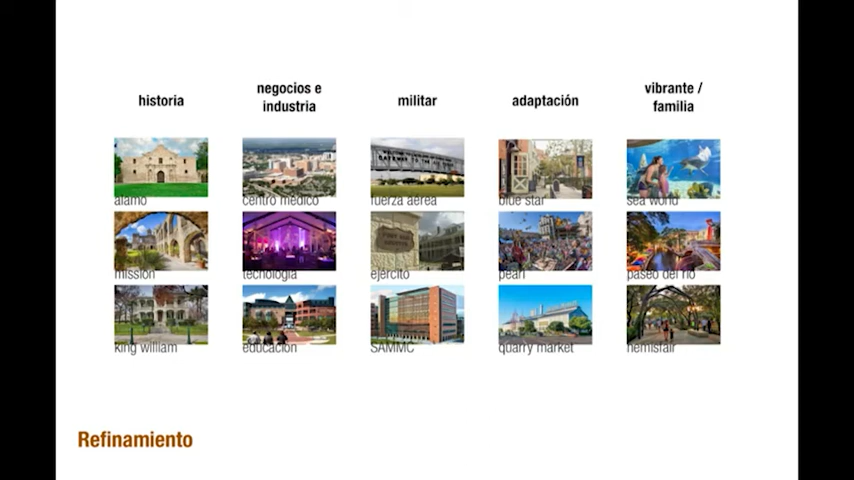 historia
negocios e
industria
militar
adaptación
vibrante /
familia
alamo
centro medico
fuerza aerea
blue star
sea world
mission
tecnologia
ejercito
pearl
paseo del rio
king william
educacion
SAMMC
quarry market
hemisfair
Refinamiento